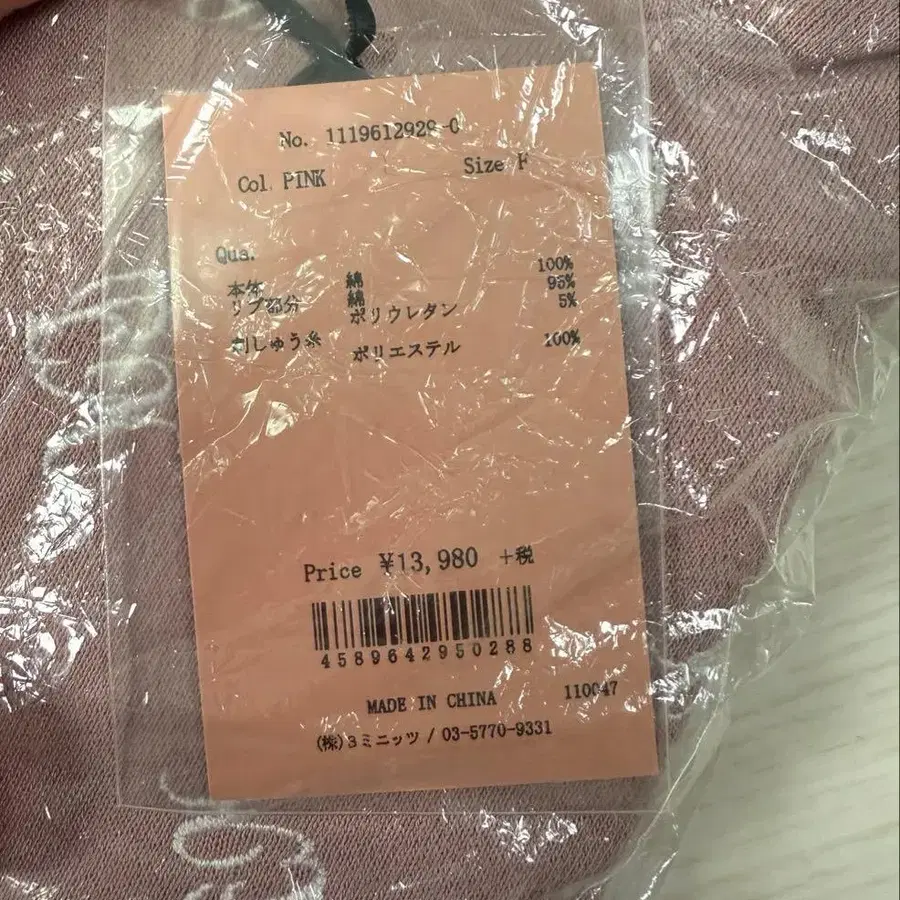 No. 1119612929-0
Col. PINK Size F
Qua.
本体 綿 100%
リブ部分 綿 95%
ポリウレタン 5%
刺しゅう糸 ポリエステル 100%
Price ¥13,980 +税
4589642950288
MADE IN CHINA 110047
(株)3ミニッツ / 03-5770-9331